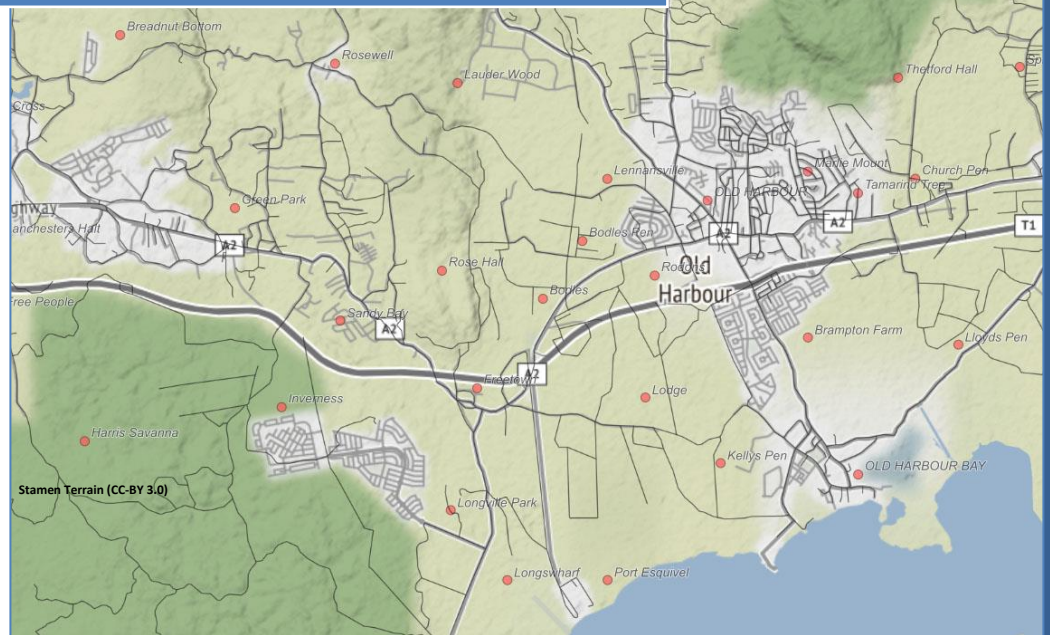 Breadnut Bottom
Rosewell
Lauder Wood
Thetford Hall
Sp
Cross
Lennansville
Marlie Mount
Church Pen
Tamarind Tree
Green Park
OLD HARBOUR
ghway
anchesters Halt
A2
A2
A2
T1
Bodles Pen
Rose Hall
Rodons
Old
Harbour
Bodles
Free People
Sandy Bay
A2
Brampton Farm
Lloyds Pen
A2
Freetown
Lodge
Inverness
Harris Savanna
Kellys Pen
OLD HARBOUR BAY
Stamen Terrain (CC-BY 3.0)
Longville Park
Longswharf
Port Esquivel